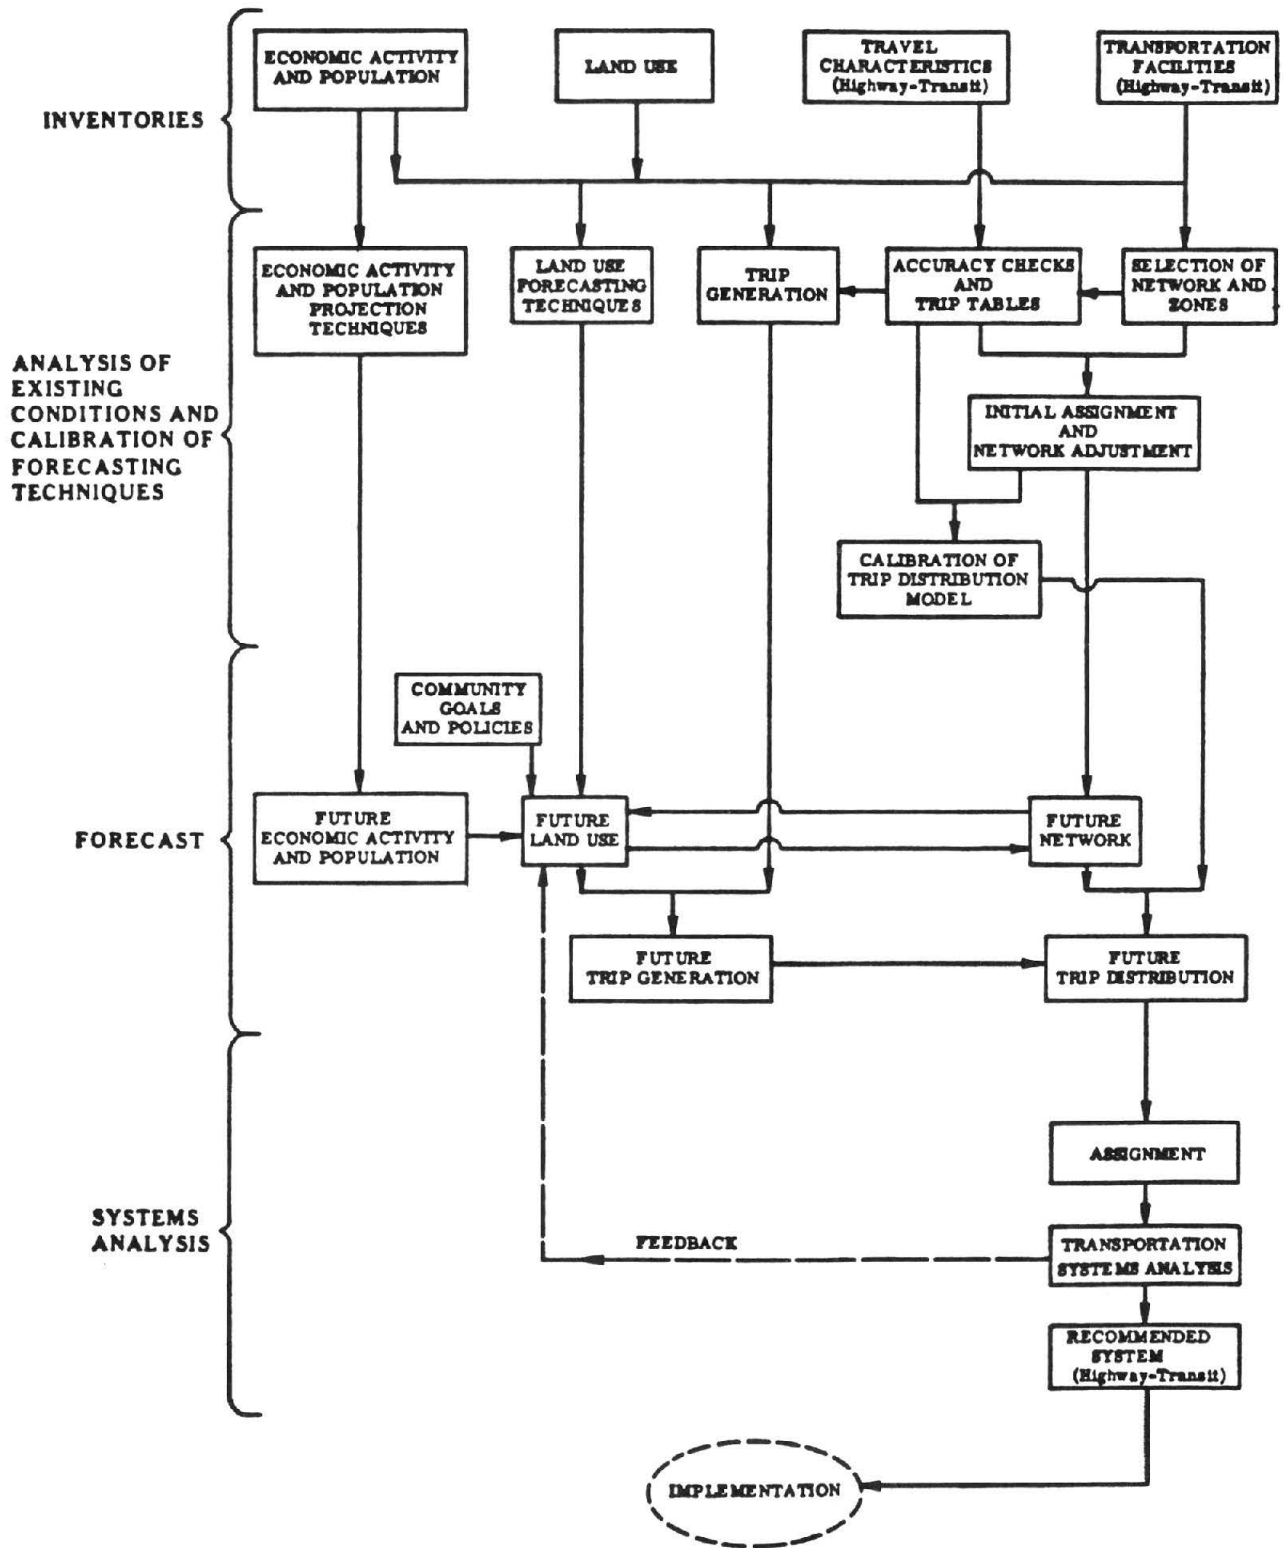 ECONOMIC ACTIVITY
AND POPULATION
LAND USE
TRAVEL
CHARACTERISTICS
(Highway-Transit)
TRANSPORTATION
FACILITIES
(Highway-Transit)
INVENTORIES
ECONOMIC ACTIVITY
AND POPULATION
PROJECTION
TECHNIQUES
LAND USE
FORECASTING
TECHNIQUES
TRIP
GENERATION
ACCURACY CHECKS
AND
TRIP TABLES
SELECTION OF
NETWORK AND
ZONES
ANALYSIS OF
EXISTING
CONDITIONS AND
CALIBRATION OF
FORECASTING
TECHNIQUES
INITIAL ASSIGNMENT
AND
NETWORK ADJUSTMENT
CALIBRATION OF
TRIP DISTRIBUTION
MODEL
COMMUNITY
GOALS
AND POLICIES
FORECAST
FUTURE
ECONOMIC ACTIVITY
AND POPULATION
FUTURE
LAND USE
FUTURE
NETWORK
FUTURE
TRIP GENERATION
FUTURE
TRIP DISTRIBUTION
ASSIGNMENT
SYSTEMS
ANALYSIS
FEEDBACK
TRANSPORTATION
SYSTEMS ANALYSIS
RECOMMENDED
SYSTEM
(Highway-Transit)
IMPLEMENTATION